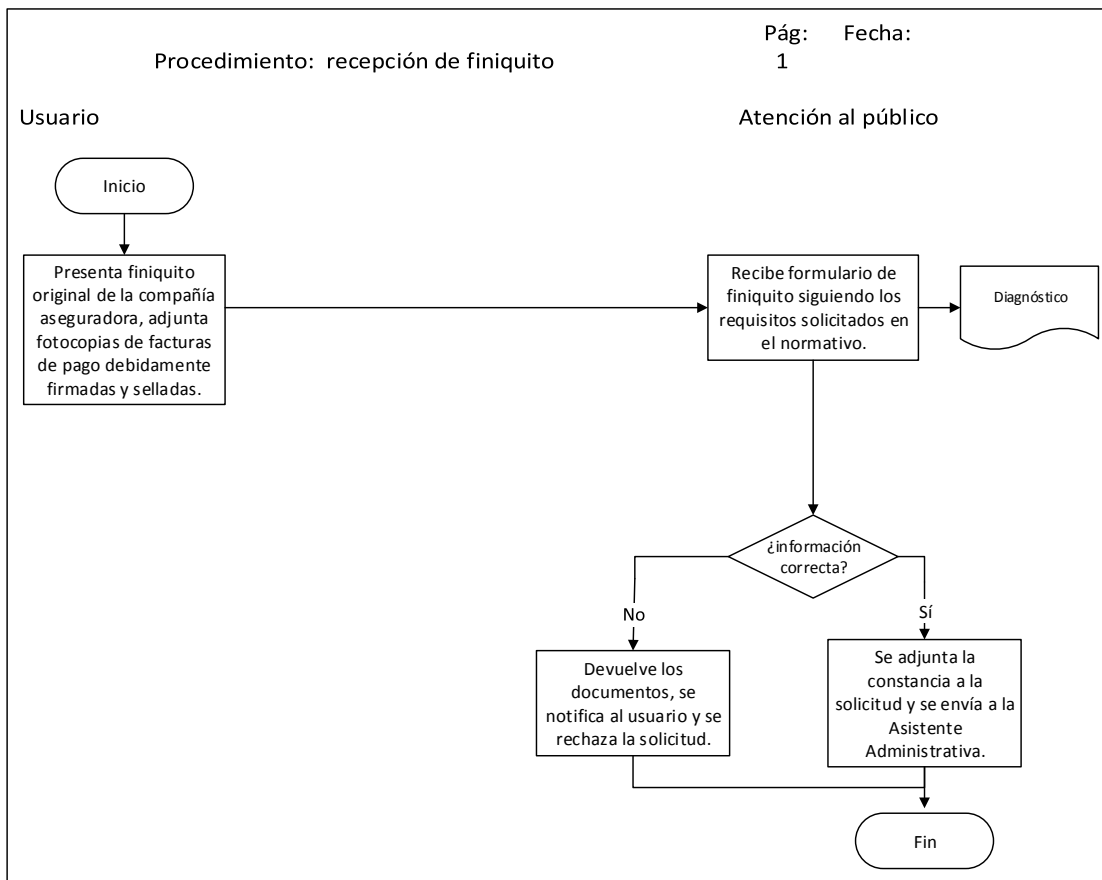 Pág: Fecha:
Procedimiento: recepción de finiquito 1
Usuario
Atención al público
Inicio
Presenta finiquito
original de la compañía
aseguradora, adjunta
fotocopias de facturas
de pago debidamente
firmadas y selladas.
Recibe formulario de
finiquito siguiendo los
requisitos solicitados en
el normativo.
Diagnóstico
¿información
correcta?
No
Sí
Devuelve los
documentos, se
notifica al usuario y se
rechaza la solicitud.
Se adjunta la
constancia a la
solicitud y se envía a la
Asistente
Administrativa.
Fin